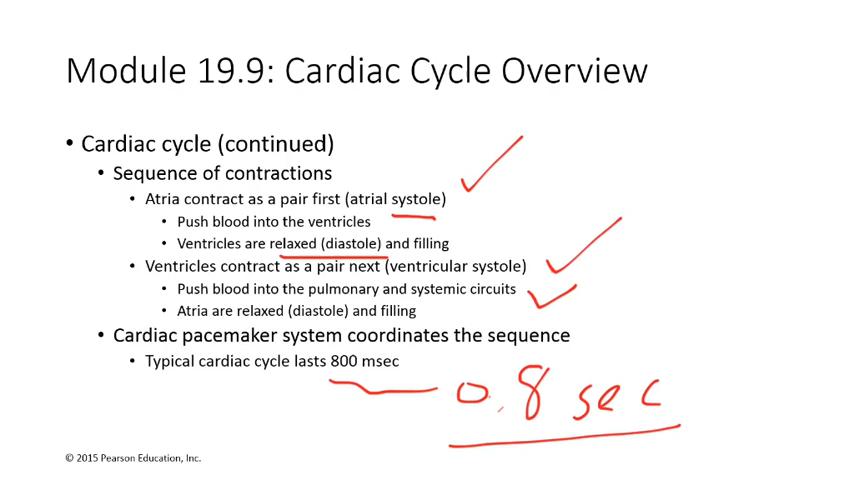 Module 19.9: Cardiac Cycle Overview
• Cardiac cycle (continued)
• Sequence of contractions
• Atria contract as a pair first (atrial systole)
• Push blood into the ventricles
• Ventricles are relaxed (diastole) and filling
• Ventricles contract as a pair next (ventricular systole)
• Push blood into the pulmonary and systemic circuits
• Atria are relaxed (diastole) and filling
• Cardiac pacemaker system coordinates the sequence
• Typical cardiac cycle lasts 800 msec
0.8 sec
© 2015 Pearson Education, Inc.